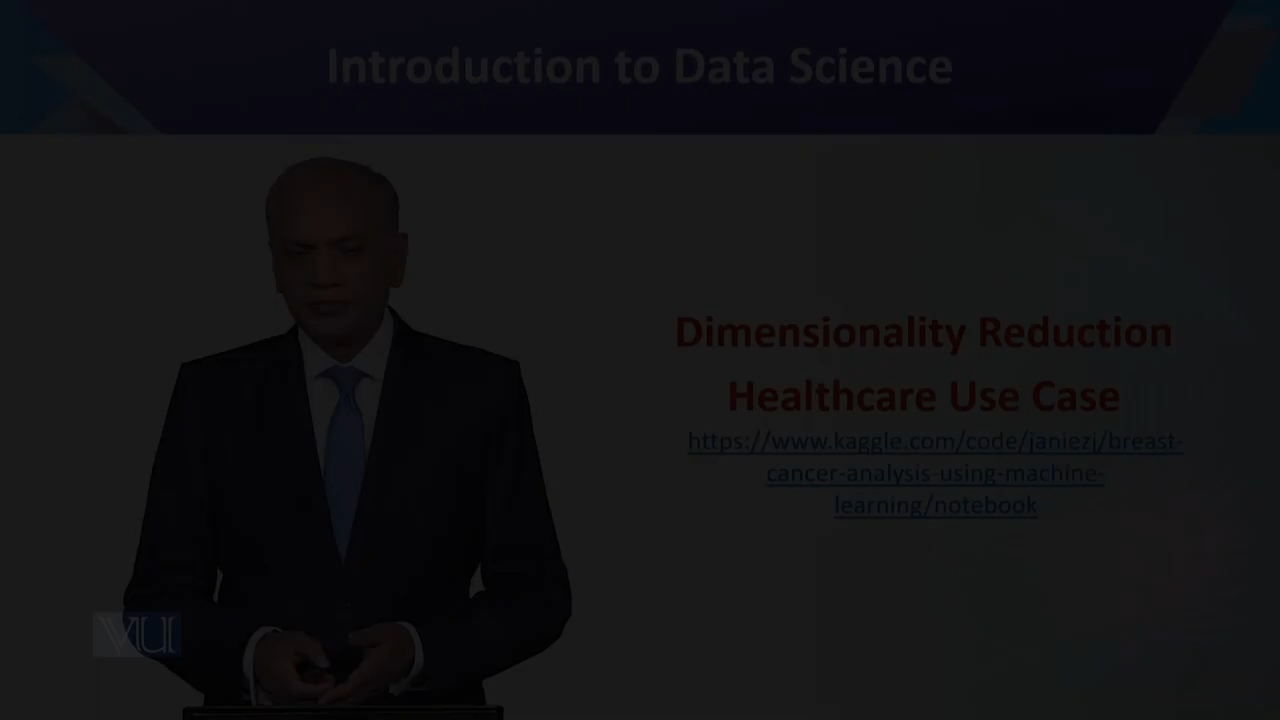 Introduction to Data Science
Dimensionality Reduction
Healthcare Use Case
https://www.kaggle.com/code/janiezj/breast-
cancer-analysis-using-machine-
learning/notebook
VU